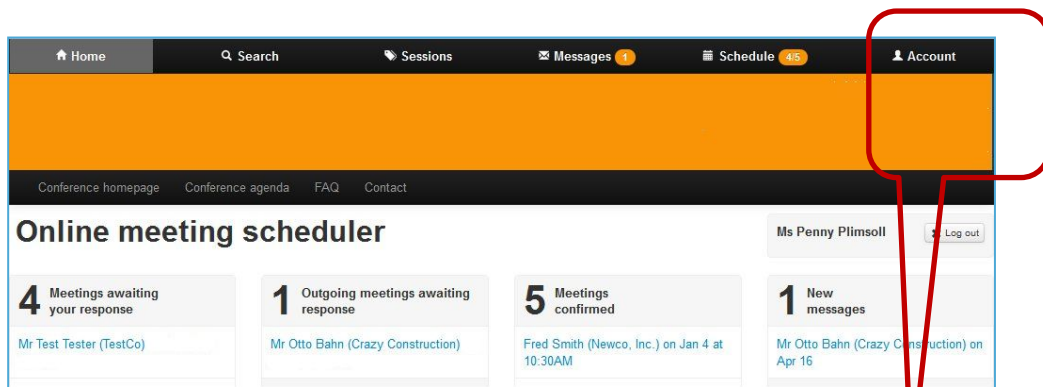 Home Search Sessions Messages 1 Schedule 4/5 Account
Conference homepage Conference agenda FAQ Contact
Online meeting scheduler
Ms Penny Plimsoll Log out
4 Meetings awaiting
your response
1 Outgoing meetings awaiting
response
5 Meetings
confirmed
1 New
messages
Mr Test Tester (TestCo)
Mr Otto Bahn (Crazy Construction)
Fred Smith (Newco, Inc.) on Jan 4 at
10:30AM
Mr Otto Bahn (Crazy Construction) on
Apr 16